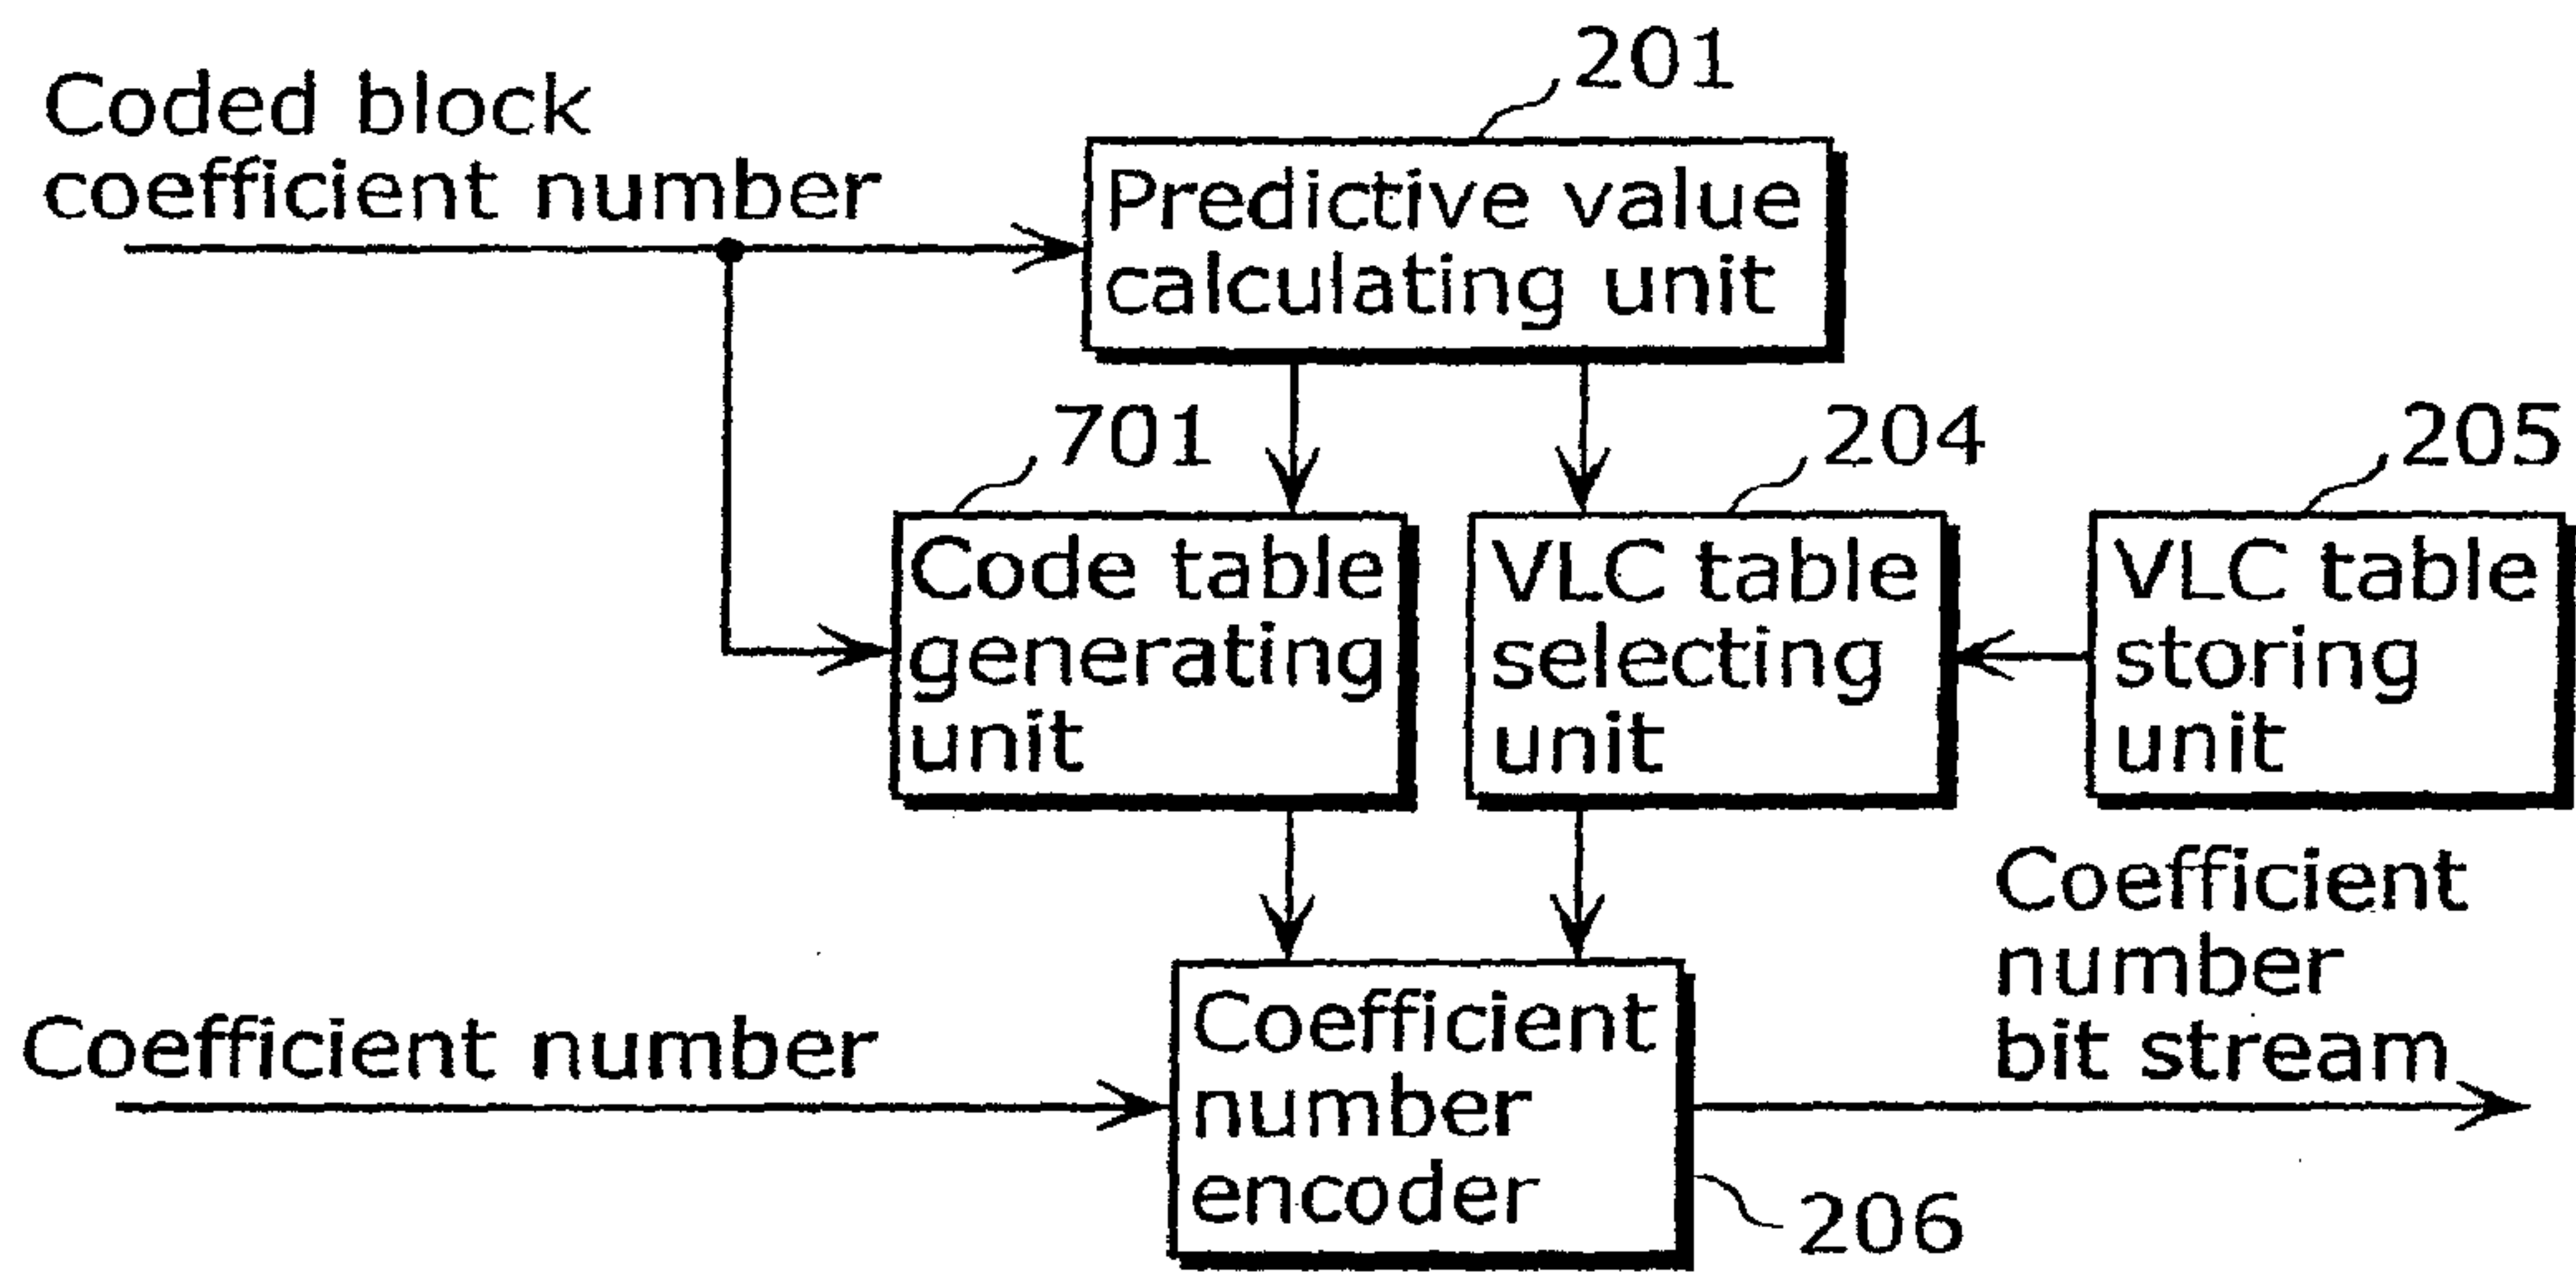 201
Coded block
coefficient number
Predictive value
calculating unit
701
204
205
Code table
generating
unit
VLC table
selecting
unit
VLC table
storing
unit
Coefficient
number
bit stream
Coefficient number
Coefficient
number
encoder
206